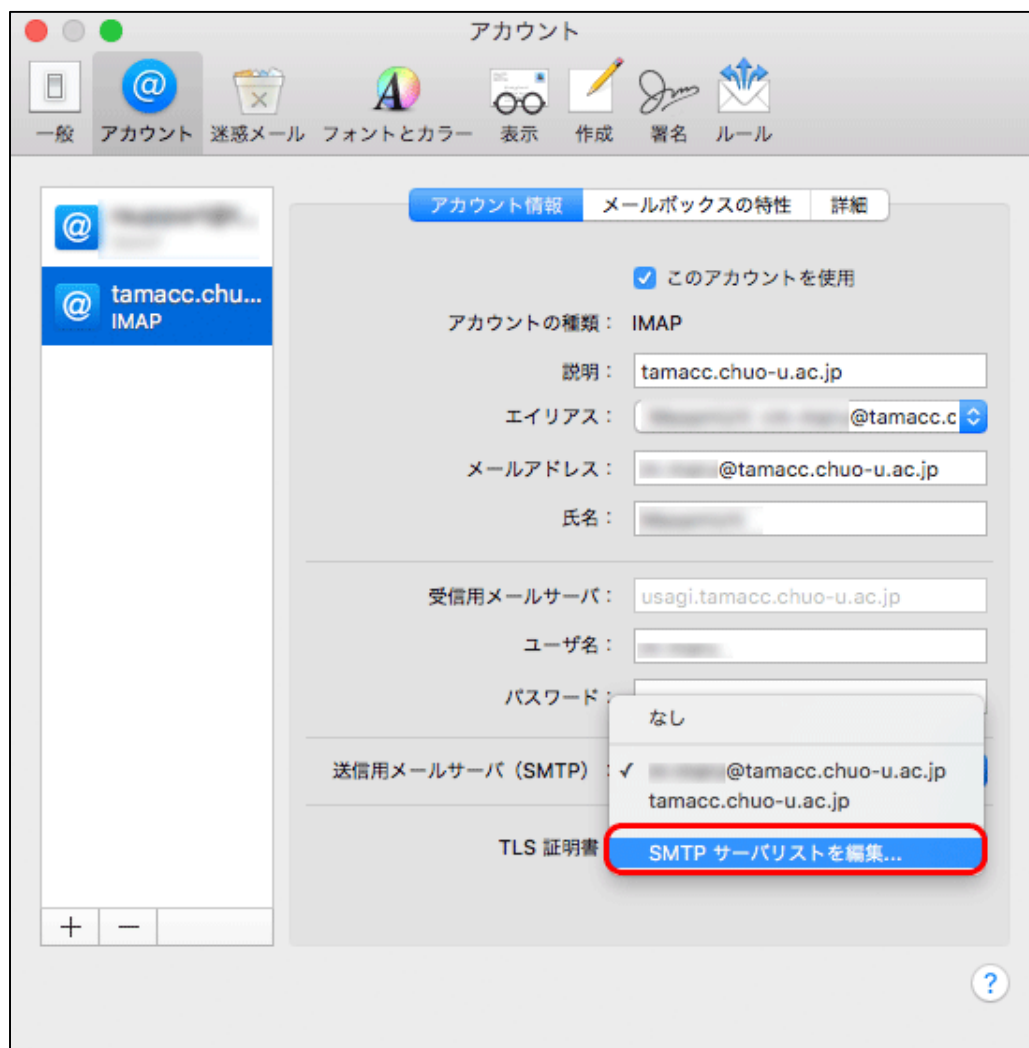 アカウント
一般 アカウント 迷惑メール フォントとカラー 表示 作成 署名 ルール
アカウント情報 メールボックスの特性 詳細
tamacc.chu...
IMAP
このアカウントを使用
アカウントの種類： IMAP
説明： tamacc.chuo-u.ac.jp
エイリアス： @tamacc.c
メールアドレス： @tamacc.chuo-u.ac.jp
氏名：
受信用メールサーバ： usagi.tamacc.chuo-u.ac.jp
ユーザ名：
パスワード：
なし
送信用メールサーバ（SMTP）： ✓ @tamacc.chuo-u.ac.jp
tamacc.chuo-u.ac.jp
TLS 証明書
SMTP サーバリストを編集...
?